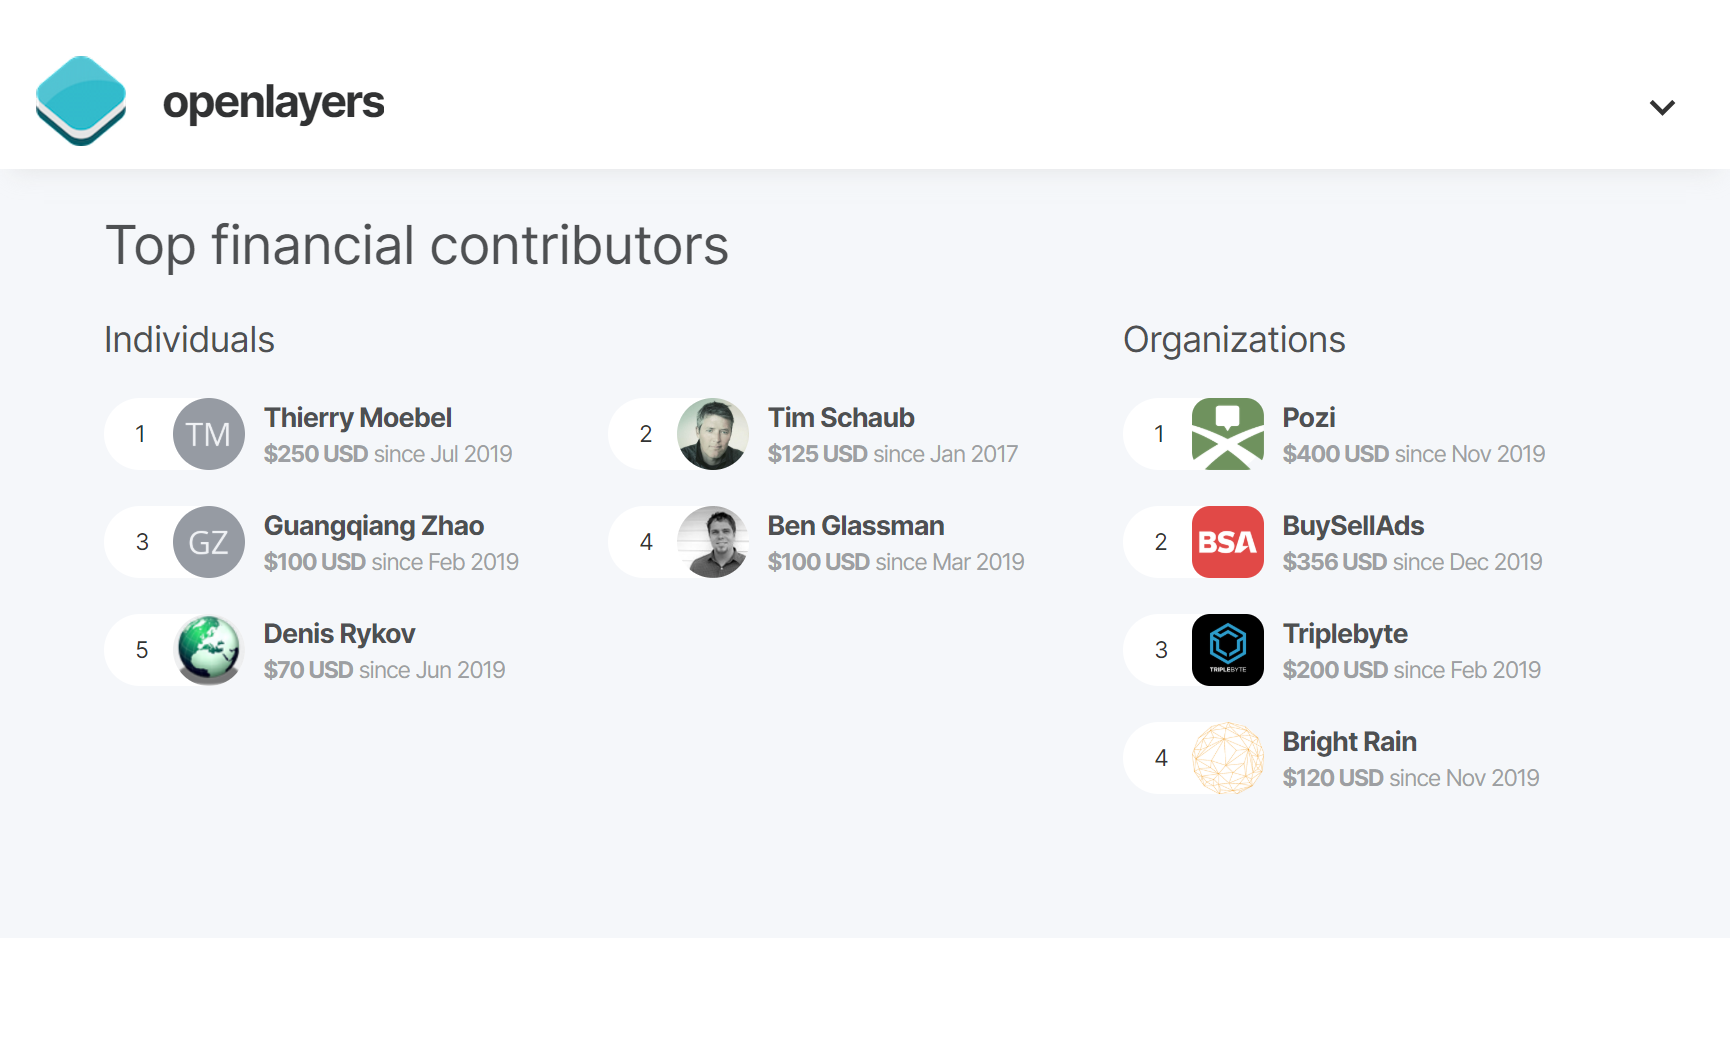 openlayers
Top financial contributors
Individuals
1 TM Thierry Moebel
$250 USD since Jul 2019
2 Tim Schaub
$125 USD since Jan 2017
3 GZ Guangqiang Zhao
$100 USD since Feb 2019
4 Ben Glassman
$100 USD since Mar 2019
5 Denis Rykov
$70 USD since Jun 2019
Organizations
1 Pozi
$400 USD since Nov 2019
2 BSA BuySellAds
$356 USD since Dec 2019
3 TRIPLEBYTE Triplebyte
$200 USD since Feb 2019
4 Bright Rain
$120 USD since Nov 2019